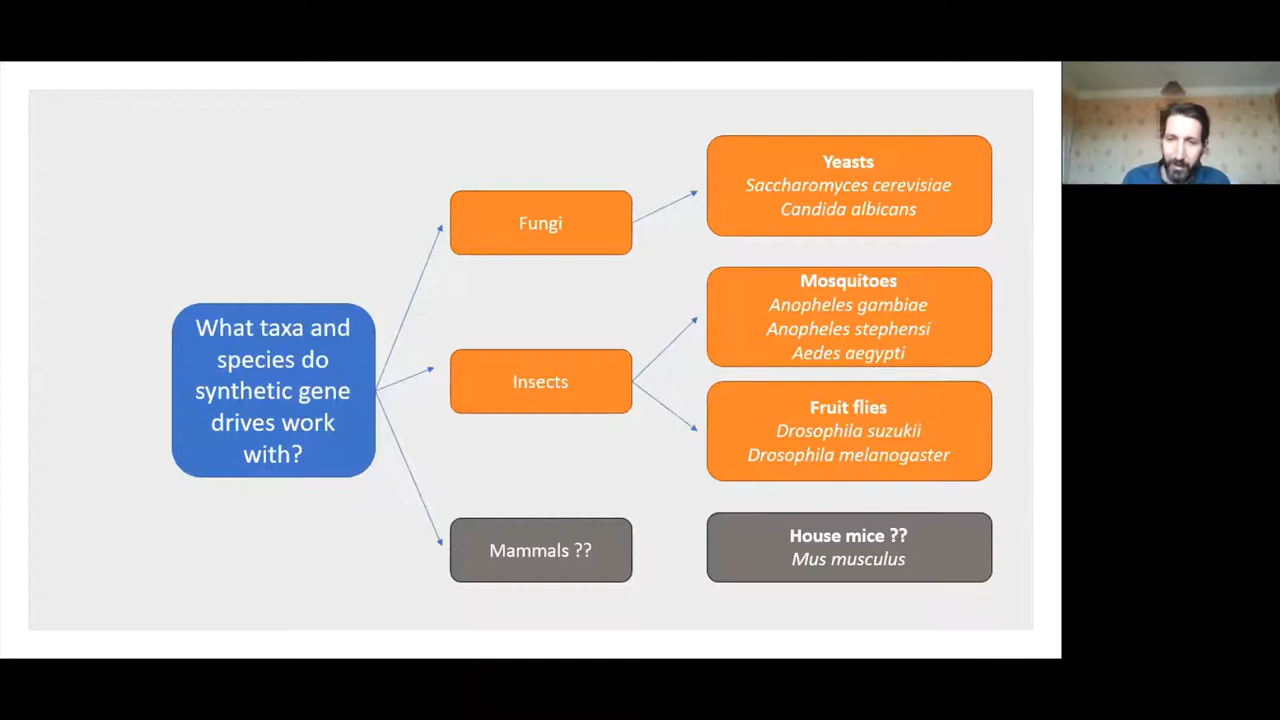 What taxa and
species do
synthetic gene
drives work
with?
Fungi
Yeasts
Saccharomyces cerevisiae
Candida albicans
Insects
Mosquitoes
Anopheles gambiae
Anopheles stephensi
Aedes aegypti
Fruit flies
Drosophila suzukii
Drosophila melanogaster
Mammals ??
House mice ??
Mus musculus